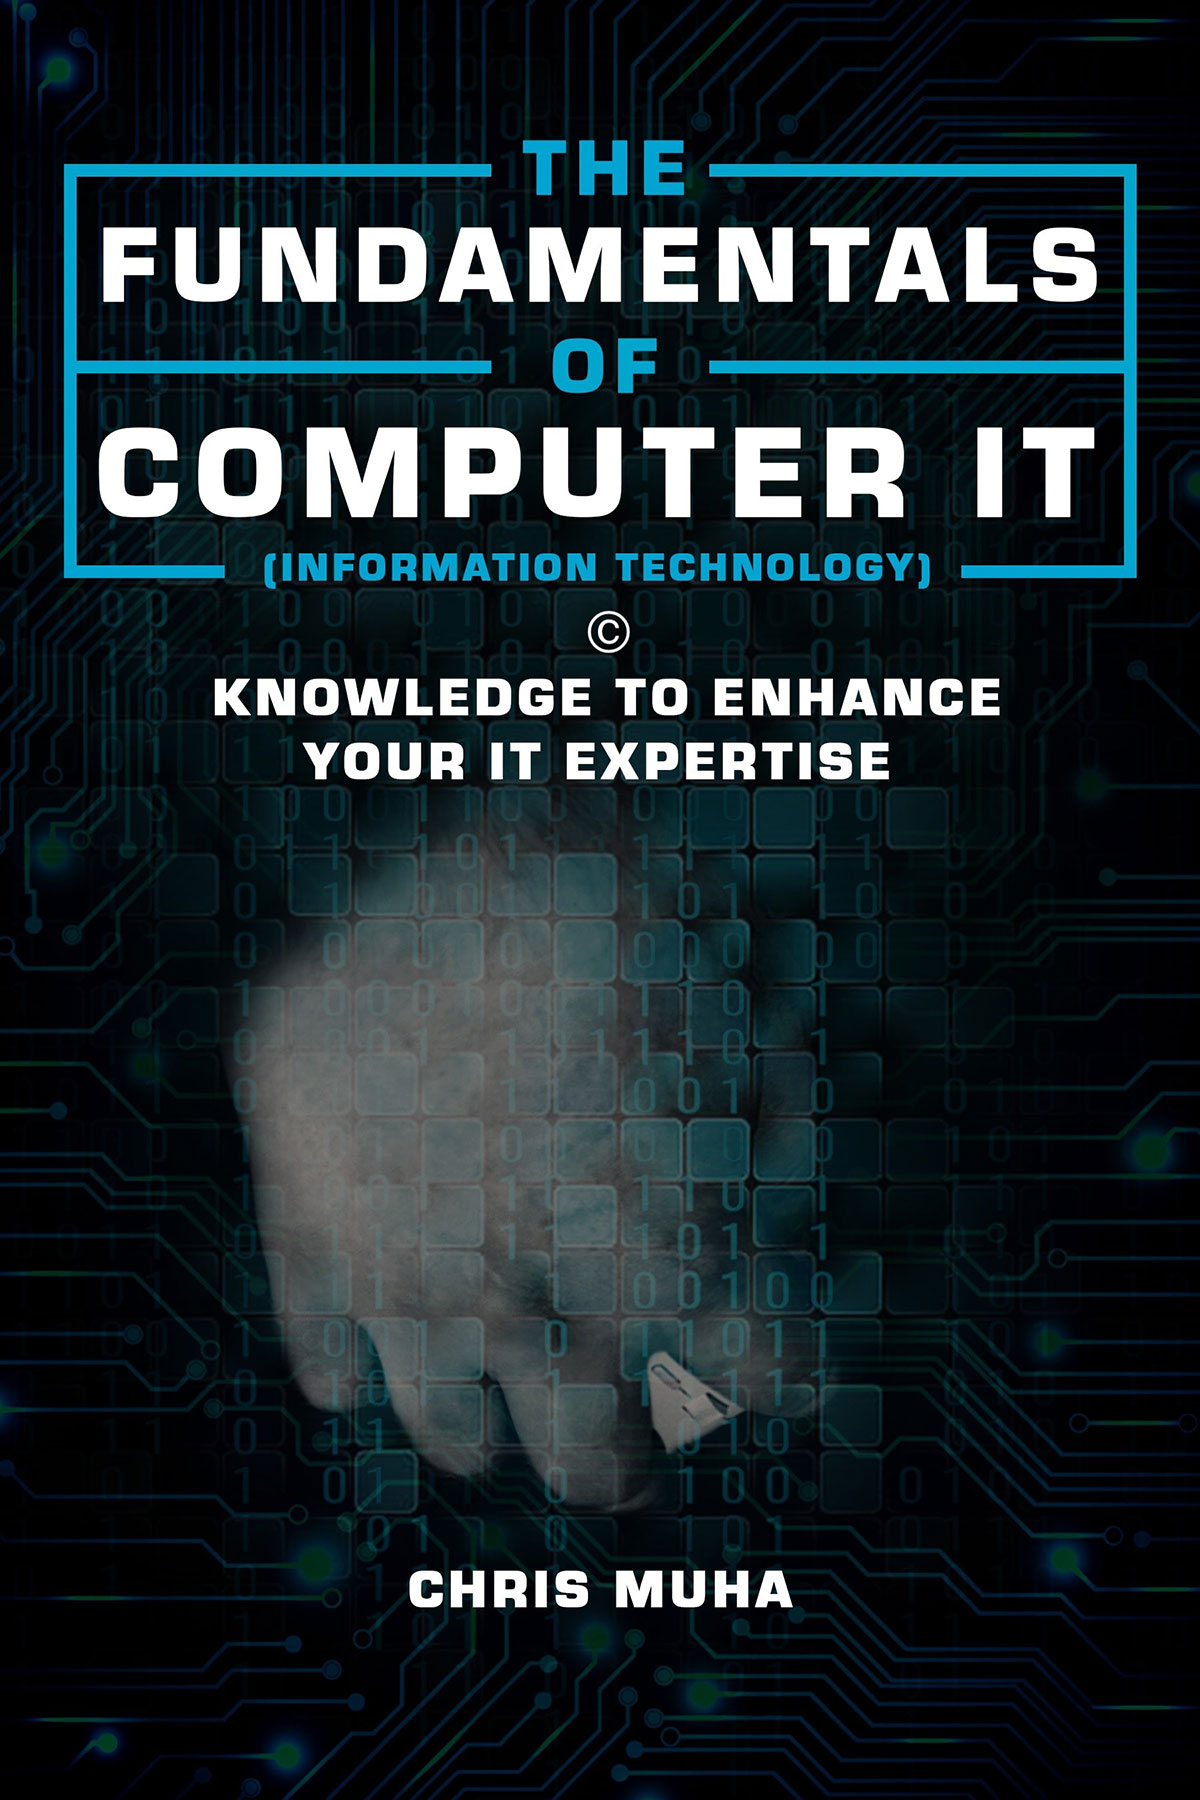 THE
FUNDAMENTALS
OF
COMPUTER IT
(INFORMATION TECHNOLOGY)
©
KNOWLEDGE TO ENHANCE
YOUR IT EXPERTISE
CHRIS MUHA